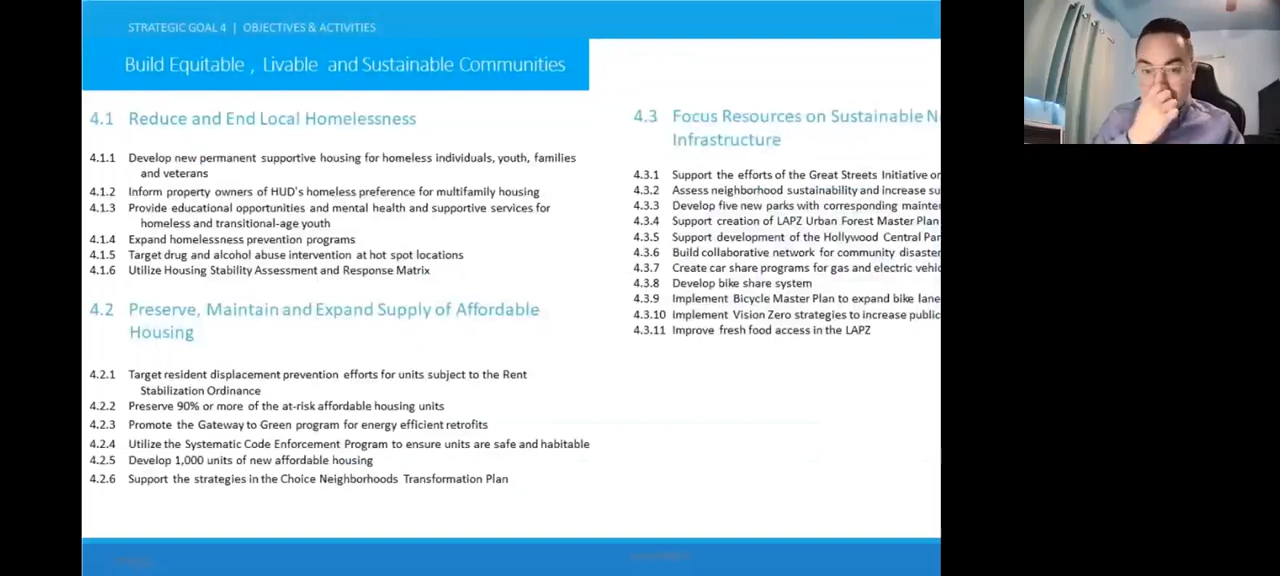 STRATEGIC GOAL 4 | OBJECTIVES & ACTIVITIES
Build Equitable , Livable and Sustainable Communities
4.1 Reduce and End Local Homelessness
4.1.1 Develop new permanent supportive housing for homeless individuals, youth, families
and veterans
4.1.2 Inform property owners of HUD's homeless preference for multifamily housing
4.1.3 Provide educational opportunities and mental health and supportive services for
homeless and transitional-age youth
4.1.4 Expand homelessness prevention programs
4.1.5 Target drug and alcohol abuse intervention at hot spot locations
4.1.6 Utilize Housing Stability Assessment and Response Matrix
4.2 Preserve, Maintain and Expand Supply of Affordable
Housing
4.2.1 Target resident displacement prevention efforts for units subject to the Rent
Stabilization Ordinance
4.2.2 Preserve 90% or more of the at-risk affordable housing units
4.2.3 Promote the Gateway to Green program for energy efficient retrofits
4.2.4 Utilize the Systematic Code Enforcement Program to ensure units are safe and habitable
4.2.5 Develop 1,000 units of new affordable housing
4.2.6 Support the strategies in the Choice Neighborhoods Transformation Plan
4.3 Focus Resources on Sustainable
Infrastructure
4.3.1 Support the efforts of the Great Streets Initiative
4.3.2 Assess neighborhood sustainability and increase
4.3.3 Develop five new parks with corresponding
4.3.4 Support creation of LAPZ Urban Forest Master Plan
4.3.5 Support development of the Hollywood Central
4.3.6 Build collaborative network for community disaster
4.3.7 Create car share programs for gas and electric
4.3.8 Develop bike share system
4.3.9 Implement Bicycle Master Plan to expand bike lane
4.3.10 Implement Vision Zero strategies to increase public
4.3.11 Improve fresh food access in the LAPZ